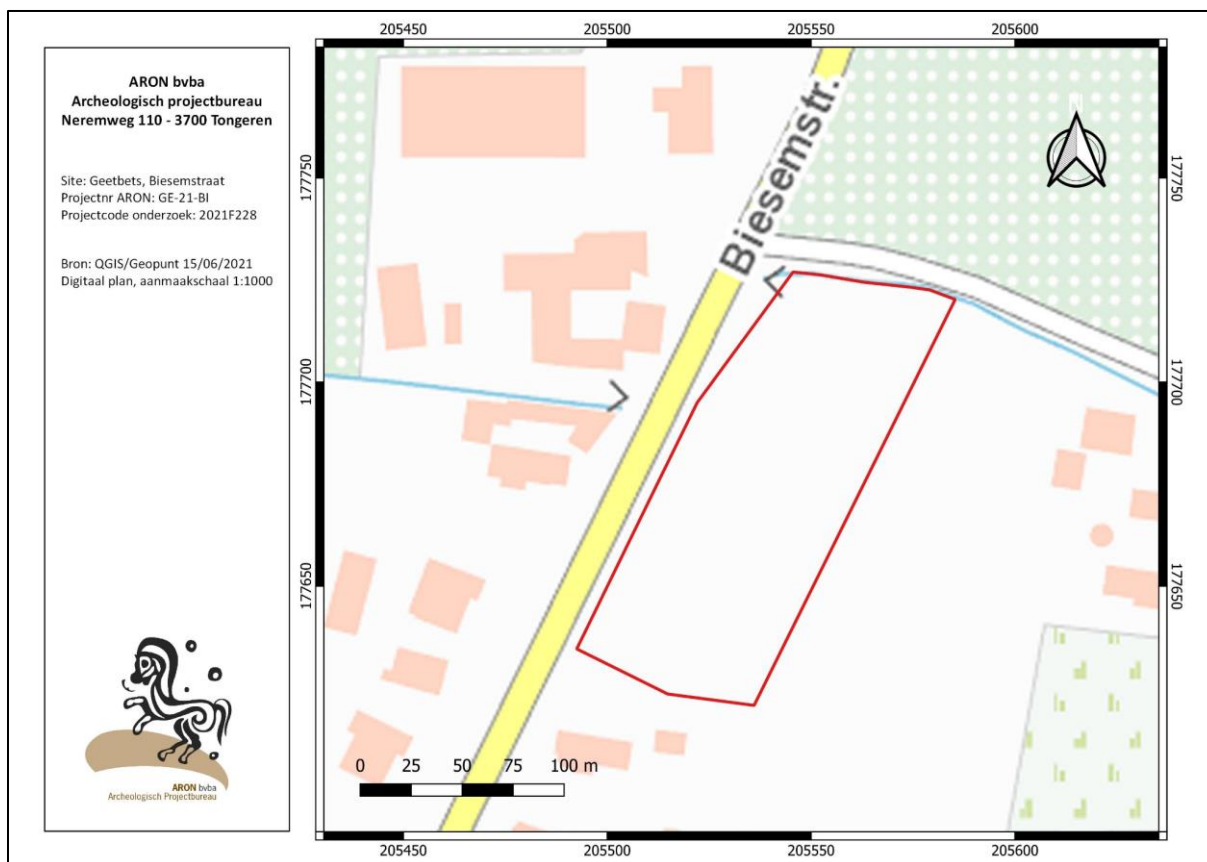 ARON bvba
Archeologisch projectbureau
Neremweg 110 - 3700 Tongeren
Site: Geetbets, Biesemstraat
Projectnr ARON: GE-21-BI
Projectcode onderzoek: 2021F228
Bron: QGIS/Geopunt 15/06/2021
Digitaal plan, aanmaakschaal 1:1000
ARON bvba
Archeologisch Projectbureau
205450 205500 205550 205600
177750 177750
177700 177700
177650 177650
Biesemstr.
N
0 25 50 75 100 m
205450 205500 205550 205600